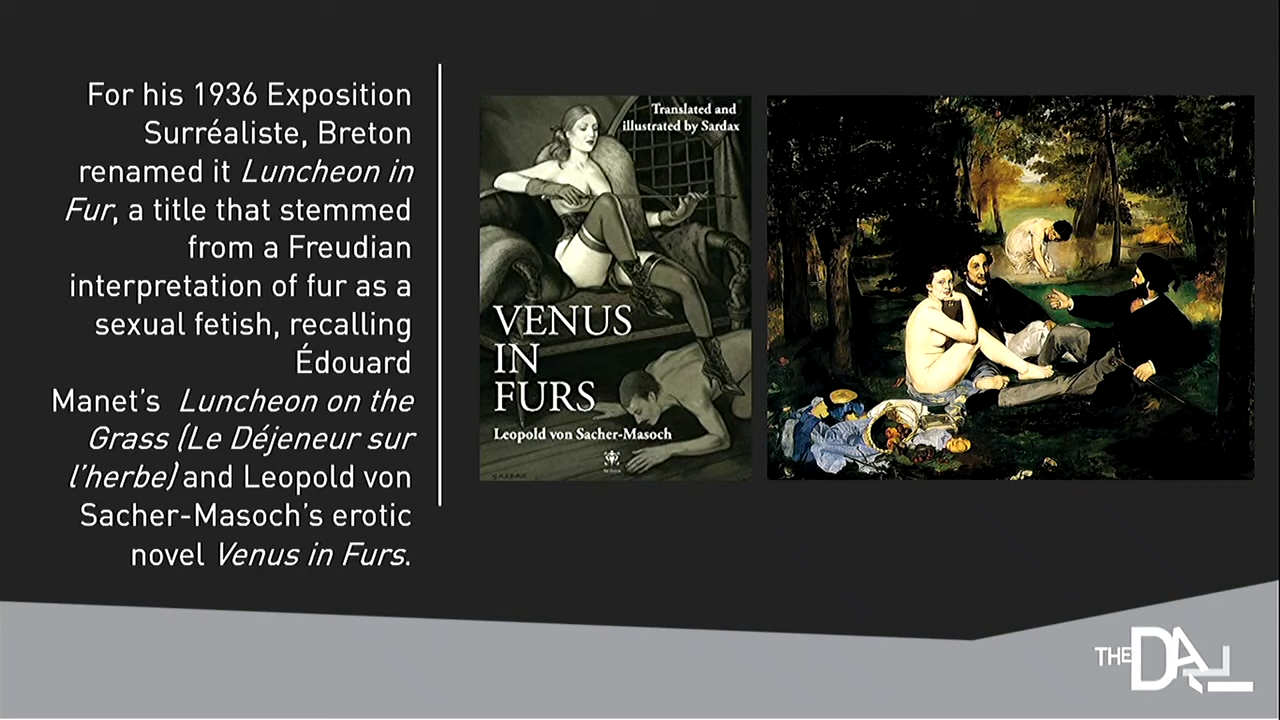 For his 1936 Exposition
Surréaliste, Breton
renamed it Luncheon in
Fur, a title that stemmed
from a Freudian
interpretation of fur as a
sexual fetish, recalling
Édouard
Manet’s Luncheon on the
Grass (Le Déjeneur sur
l’herbe) and Leopold von
Sacher-Masoch’s erotic
novel Venus in Furs.
Translated and
illustrated by Sardax
VENUS
IN
FURS
Leopold von Sacher-Masoch
SARDAX
THE DALI